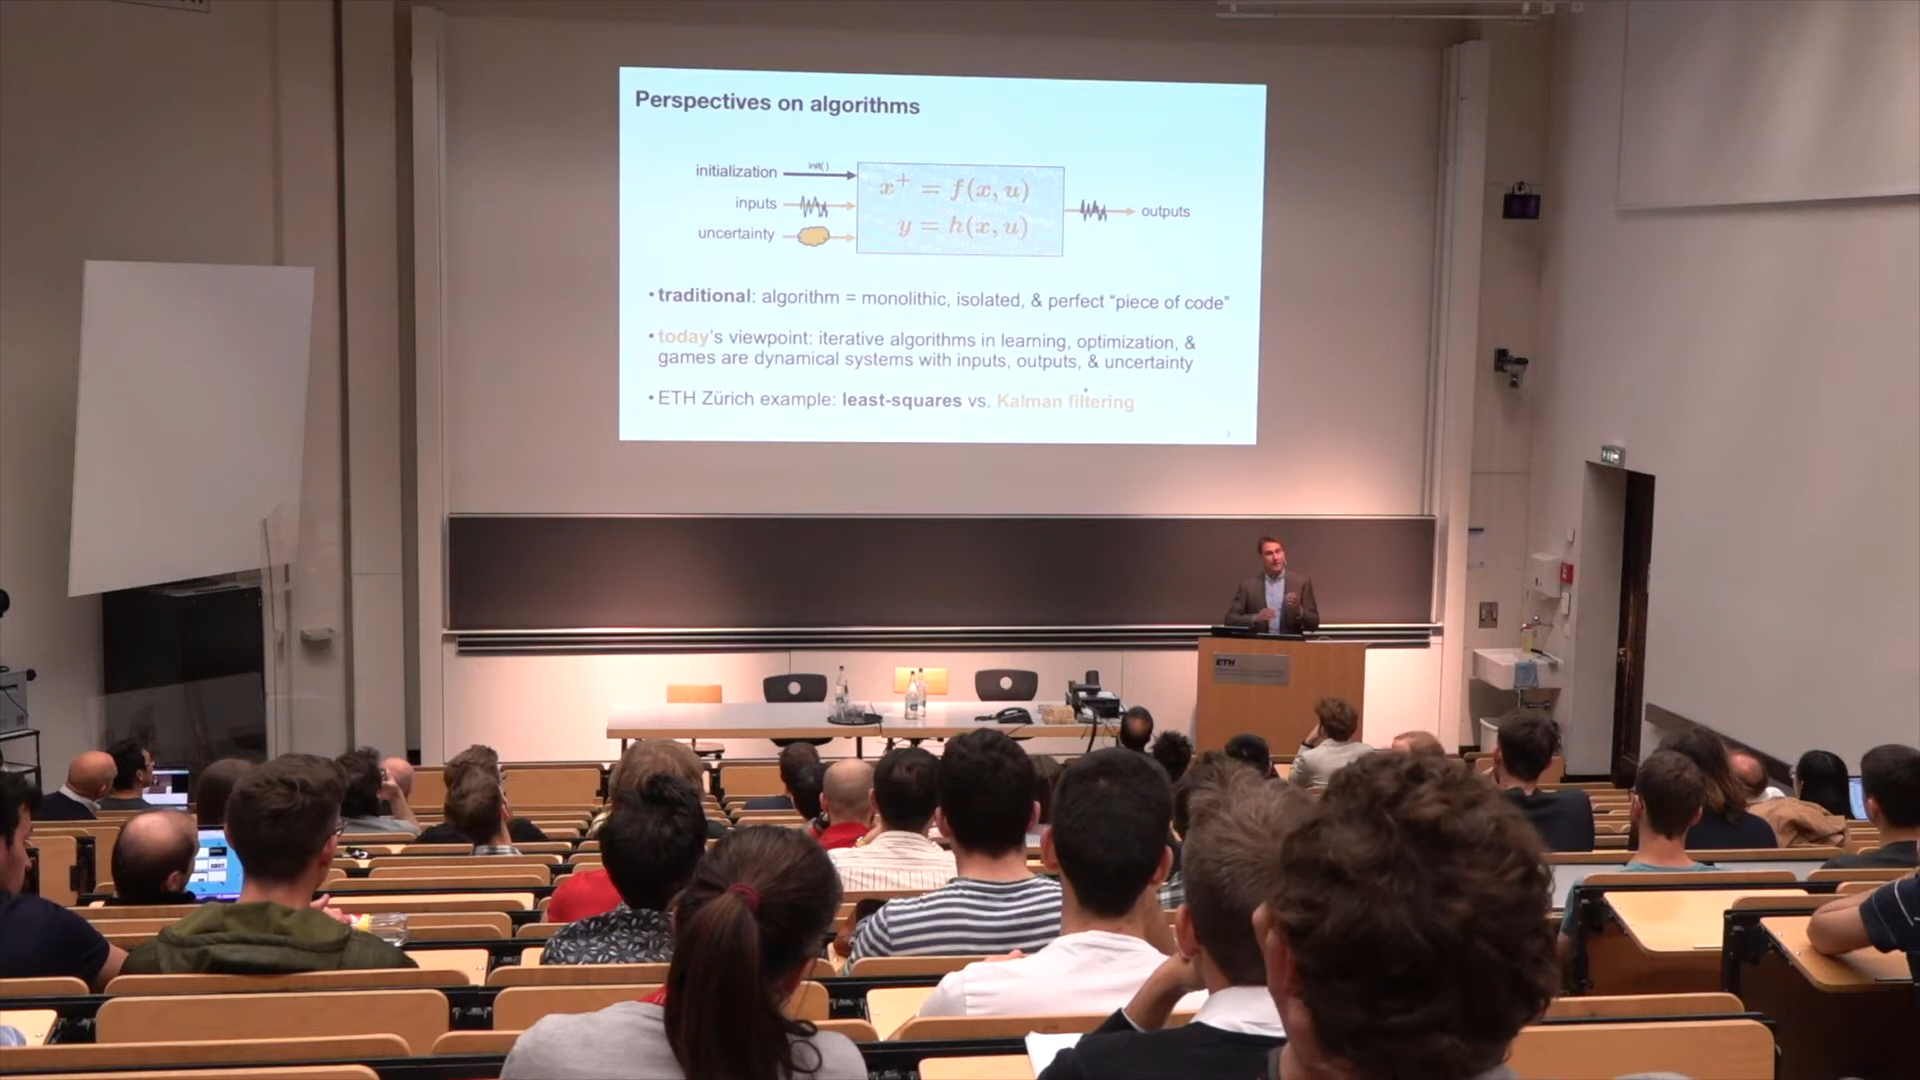 Perspectives on algorithms
initialization
init( )
inputs
uncertainty
x⁺ = f(x, u)
y = h(x, u)
outputs
• traditional: algorithm = monolithic, isolated, & perfect “piece of code”
• today's viewpoint: iterative algorithms in learning, optimization, &
games are dynamical systems with inputs, outputs, & uncertainty
• ETH Zürich example: least-squares vs. Kalman filtering
ETH